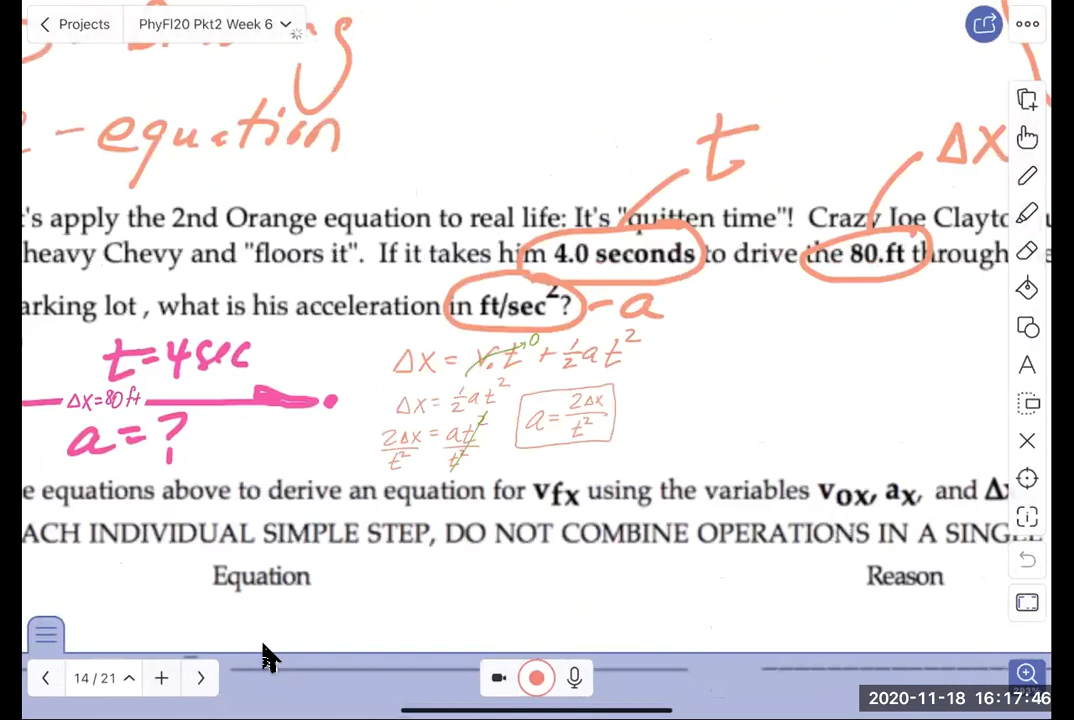 Projects
PhyFl20 Pkt2 Week 6
- equation
t
ΔX
's apply the 2nd Orange equation to real life: It's "quitten time"! Crazy Joe Clayto
heavy Chevy and "floors it". If it takes him 4.0 seconds to drive the 80.ft through
arking lot, what is his acceleration in ft/sec²? - a
t=4sec
Δx=80ft
a=?
Δx = v₀t⁰ + ½at²
Δx = ½at²
2Δx/t² = at²/t²
a = 2Δx/t²
e equations above to derive an equation for vfx using the variables vox, ax, and Δ
ACH INDIVIDUAL SIMPLE STEP, DO NOT COMBINE OPERATIONS IN A SINGLE
Equation Reason
14 / 21
2020-11-18 16:17:46